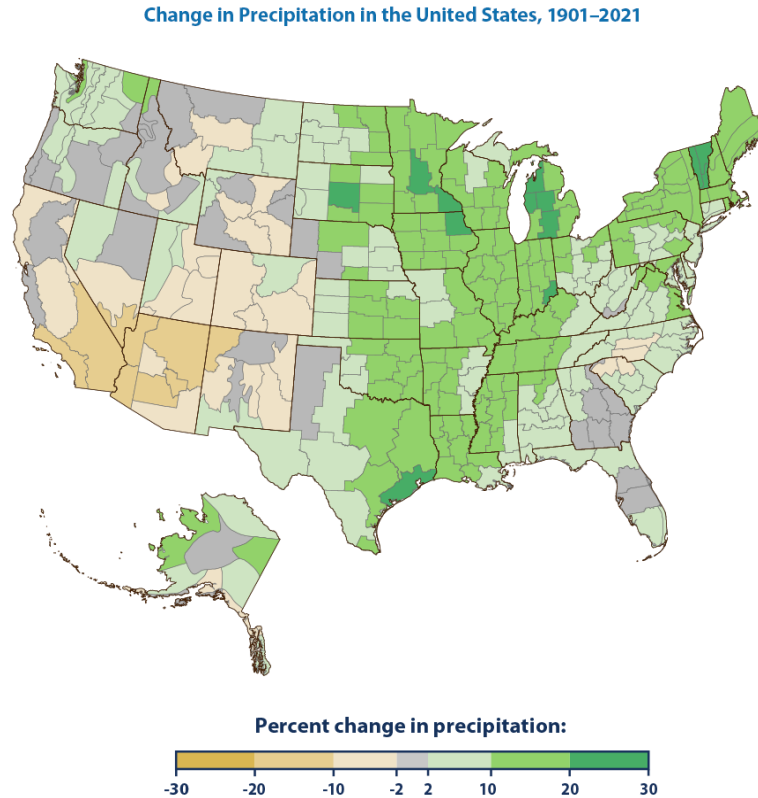 Change in Precipitation in the United States, 1901–2021
Percent change in precipitation:
-30 -20 -10 -2 2 10 20 30